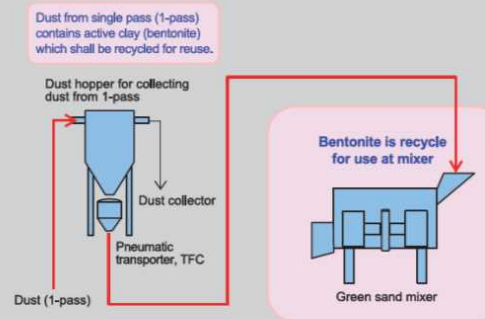 Dust from single pass (1-pass)
contains active clay (bentonite)
which shall be recycled for reuse.
Dust hopper for collecting
dust from 1-pass
Bentonite is recycle
for use at mixer
Dust collector
Pneumatic
transporter, TFC
Dust (1-pass)
Green sand mixer